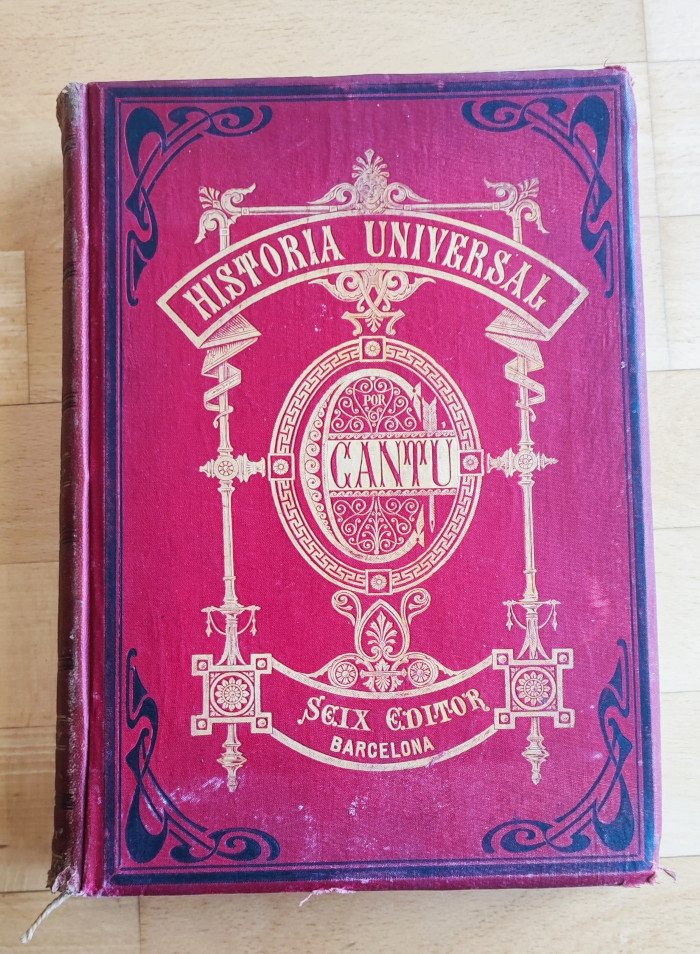 HISTORIA UNIVERSAL
POR
C. CANTU
SEIX EDITOR
BARCELONA